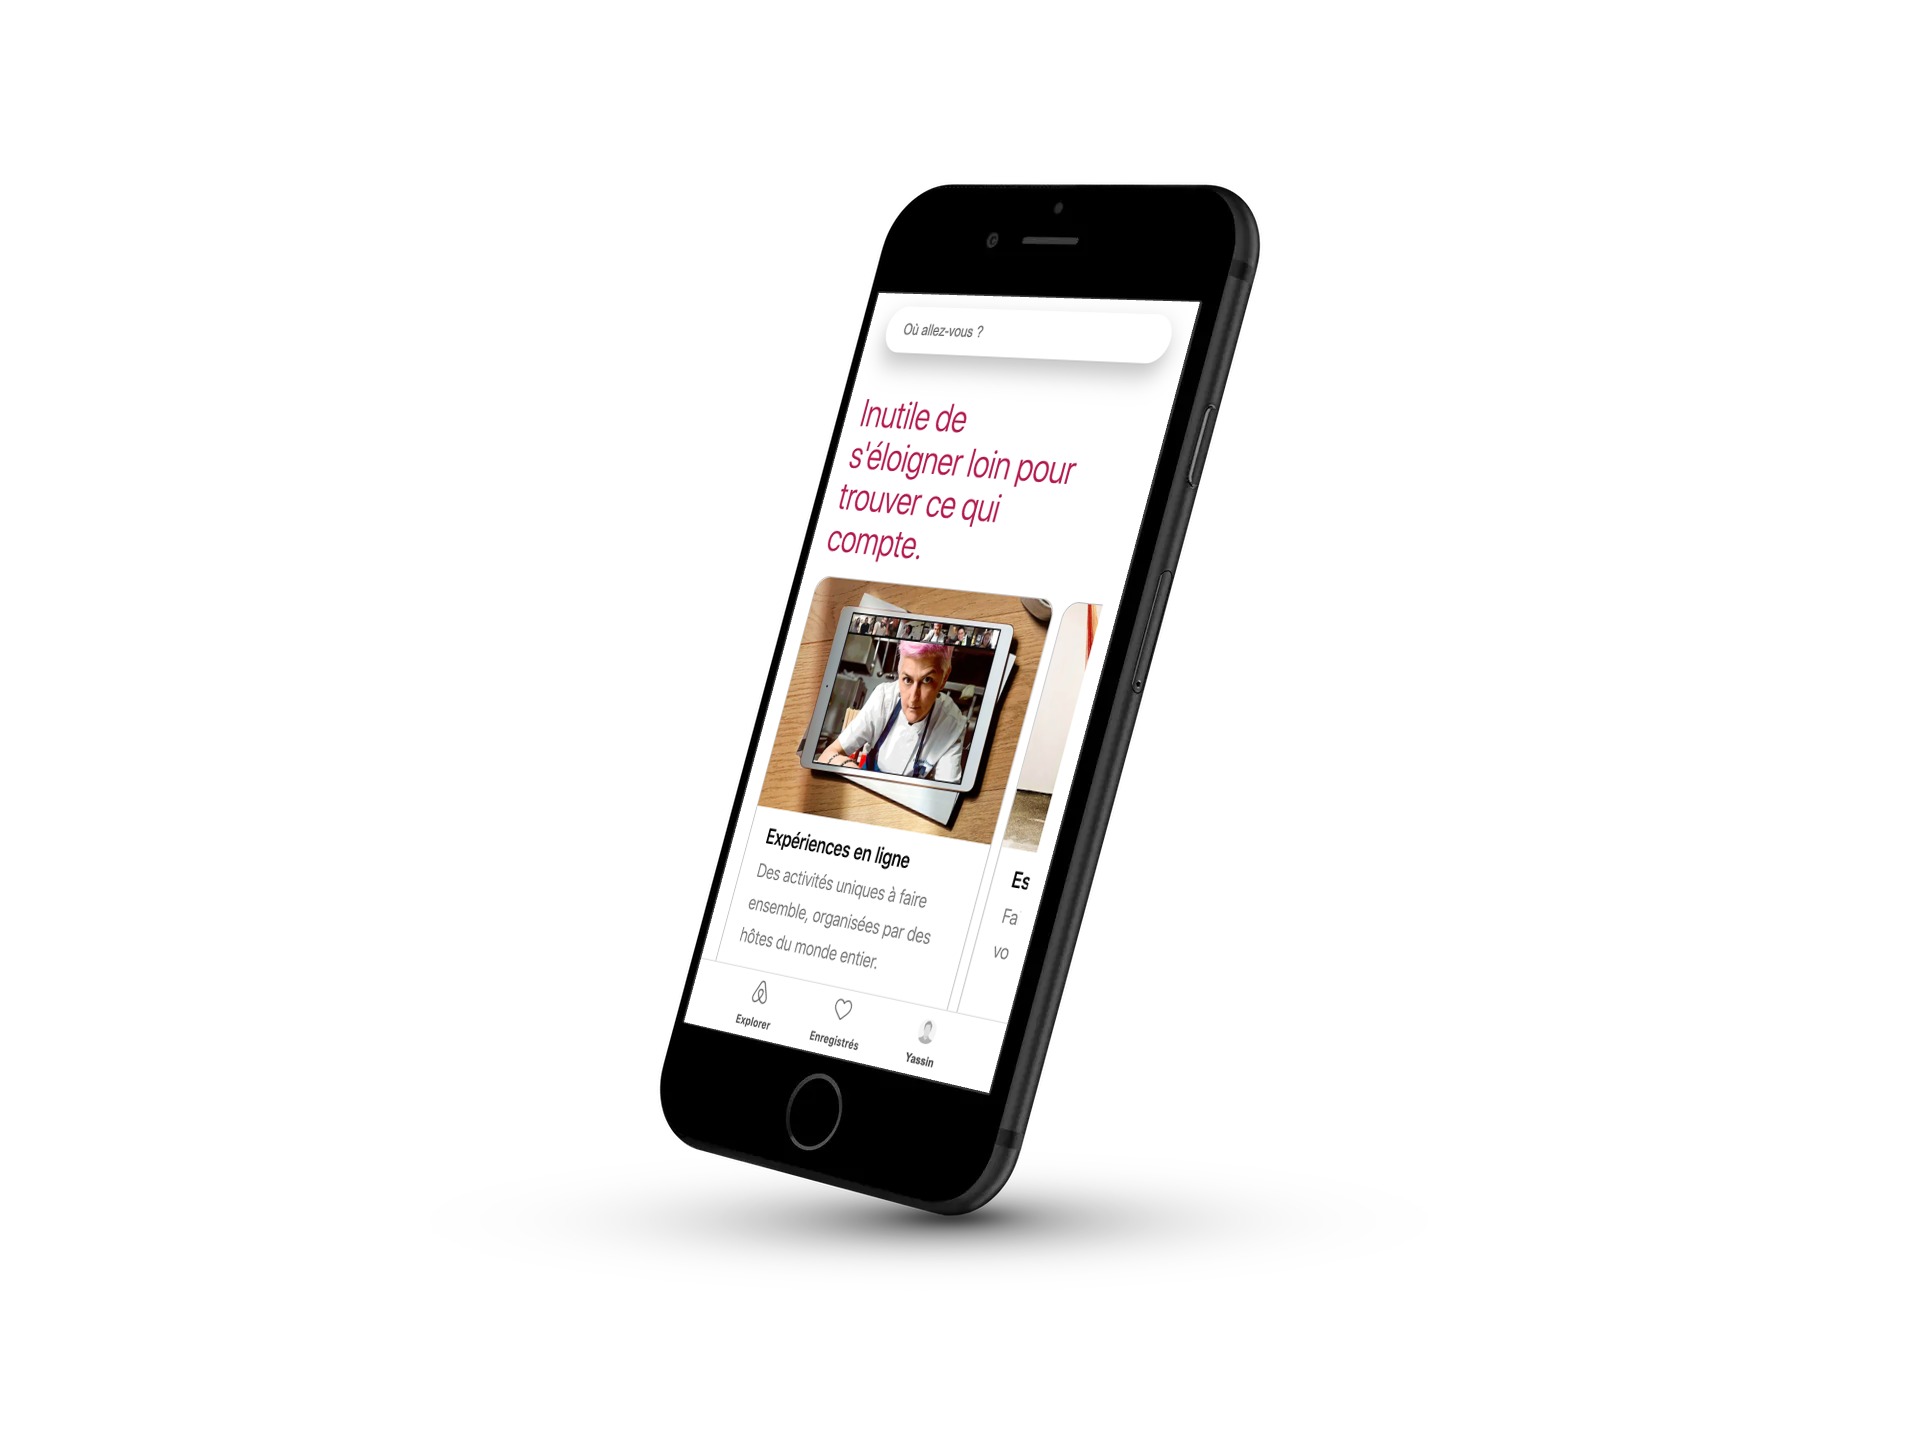 Où allez-vous ?
Inutile de
s'éloigner loin pour
trouver ce qui
compte.
Expériences en ligne
Des activités uniques à faire
ensemble, organisées par des
hôtes du monde entier.
Es
Fa
vo
Explorer
Enregistrés
Yassin